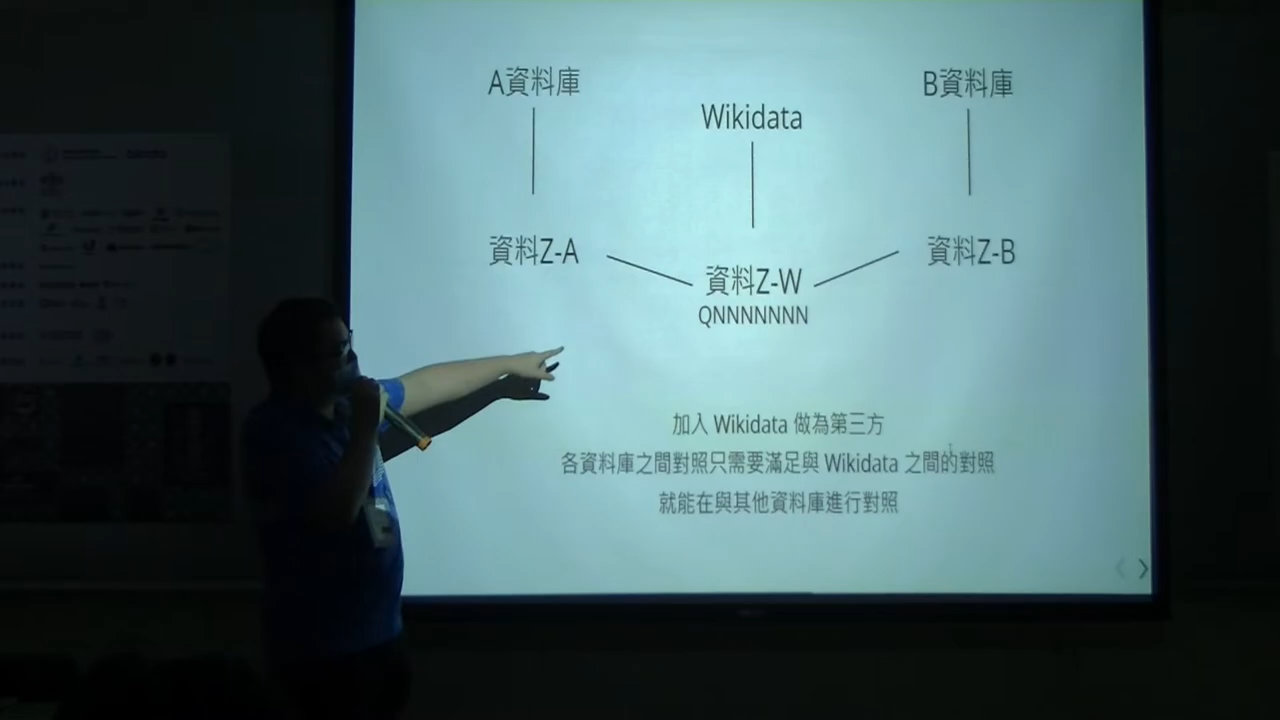 A資料庫
Wikidata
B資料庫
資料Z-A
資料Z-W
QNNNNNNN
資料Z-B
加入 Wikidata 做為第三方
各資料庫之間對照只需要滿足與 Wikidata 之間的對照
就能在與其他資料庫進行對照